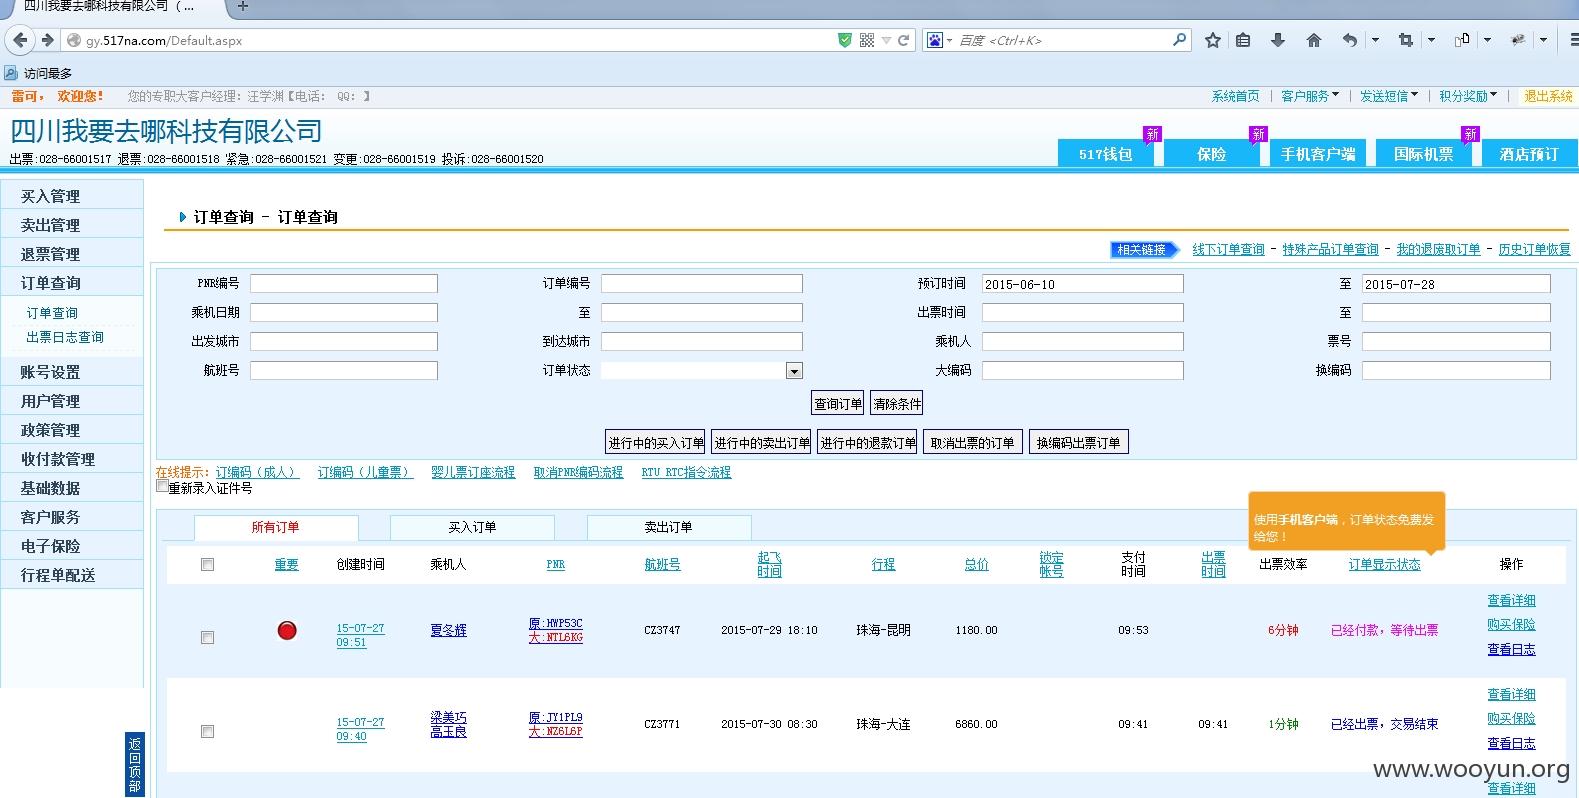 四川我要去哪科技有限公司 （ ...
gy.517na.com/Default.aspx
百度 <Ctrl+K>
访问最多
雷可， 欢迎您！ 您的专职大客户经理：汪学渊【电话： QQ： 】
系统首页 | 客户服务 | 发送短信 | 积分奖励 | 退出系统
四川我要去哪科技有限公司
出票:028-66001517 退票:028-66001518 紧急:028-66001521 变更:028-66001519 投诉:028-66001520
517钱包 新 保险 新 手机客户端 国际机票 新 酒店预订
买入管理
卖出管理
退票管理
订单查询
订单查询
出票日志查询
账号设置
用户管理
政策管理
收付款管理
基础数据
客户服务
电子保险
行程单配送
返回顶部
订单查询 - 订单查询
相关链接 线下订单查询 - 特殊产品订单查询 - 我的退废取订单 - 历史订单恢复
PNR编号 订单编号 预订时间 2015-06-10 至 2015-07-28
乘机日期 至 出票时间 至
出发城市 到达城市 乘机人 票号
航班号 订单状态 大编码 换编码
查询订单 清除条件
进行中的买入订单 进行中的卖出订单 进行中的退款订单 取消出票的订单 换编码出票订单
在线提示：订编码（成人） 订编码（儿童票） 婴儿票订座流程 取消PNR编码流程 RTU RTC指令流程
重新录入证件号
使用手机客户端，订单状态免费发
给您！
所有订单 买入订单 卖出订单
重要 创建时间 乘机人 PNR 航班号 起飞时间 行程 总价 锁定帐号 支付时间 出票时间 出票效率 订单显示状态 操作
15-07-27 09:51 夏冬辉 原:HWP53C 大:NTL6KG CZ3747 2015-07-29 18:10 珠海-昆明 1180.00 09:53 6分钟 已经付款，等待出票 查看详细 购买保险 查看日志
15-07-27 09:40 梁美巧 高玉良 原:JY1PL9 大:NZ6L6P CZ3771 2015-07-30 08:30 珠海-大连 6860.00 09:41 09:41 1分钟 已经出票，交易结束 查看详细 购买保险 查看日志
查看详细
www.wooyun.org